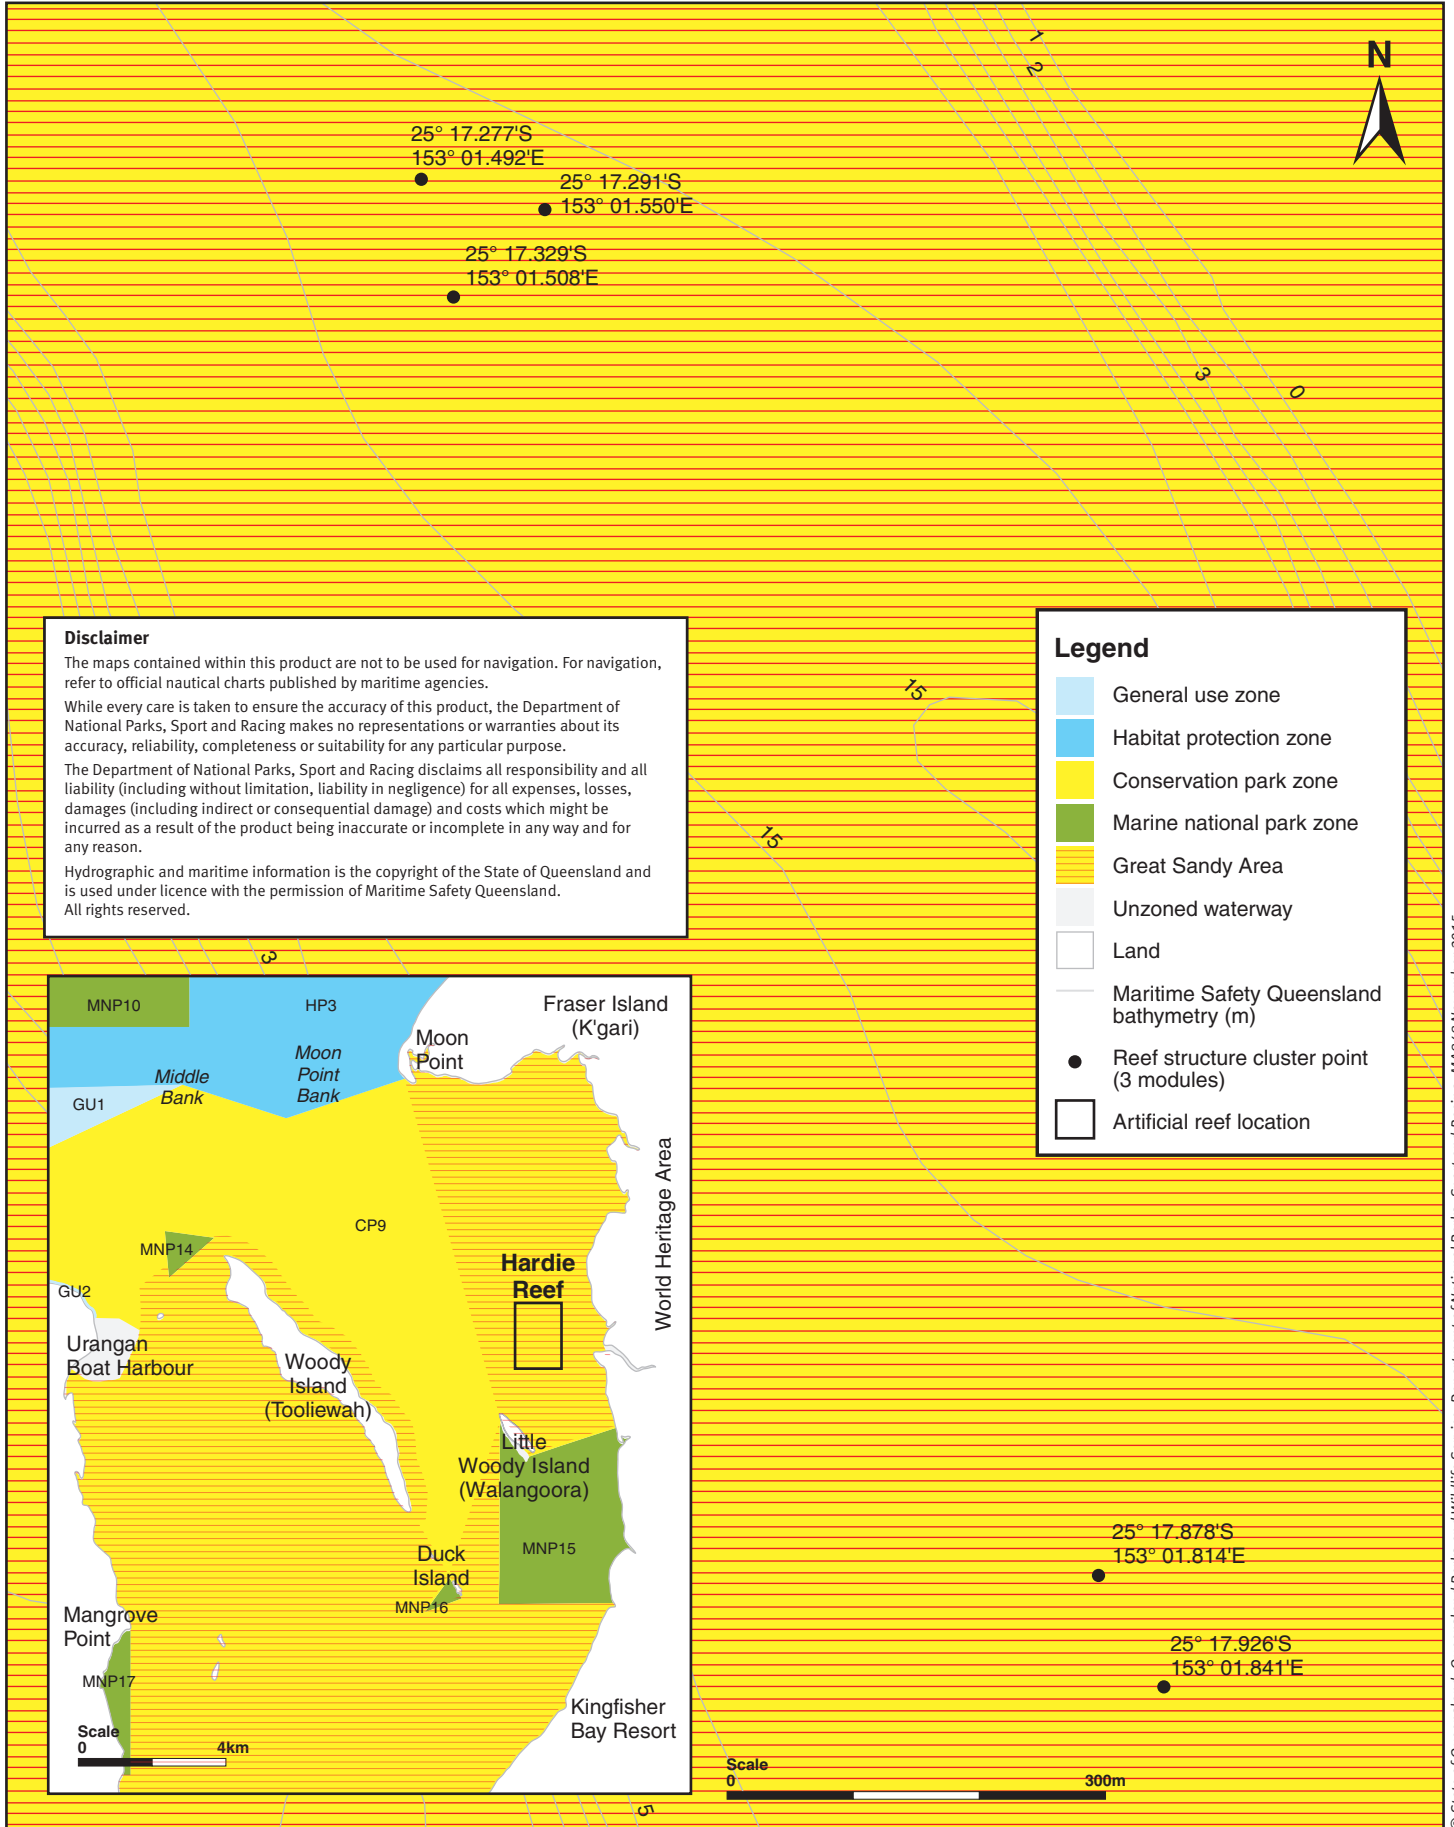 1
2
N
25° 17.277'S
153° 01.492'E
25° 17.291'S
153° 01.550'E
25° 17.329'S
153° 01.508'E
3
0
Disclaimer
The maps contained within this product are not to be used for navigation. For navigation,
refer to official nautical charts published by maritime agencies.
While every care is taken to ensure the accuracy of this product, the Department of
National Parks, Sport and Racing makes no representations or warranties about its
accuracy, reliability, completeness or suitability for any particular purpose.
The Department of National Parks, Sport and Racing disclaims all responsibility and all
liability (including without limitation, liability in negligence) for all expenses, losses,
damages (including indirect or consequential damage) and costs which might be
incurred as a result of the product being inaccurate or incomplete in any way and for
any reason.
Hydrographic and maritime information is the copyright of the State of Queensland and
is used under licence with the permission of Maritime Safety Queensland.
All rights reserved.
15
15
Legend
General use zone
Habitat protection zone
Conservation park zone
Marine national park zone
Great Sandy Area
Unzoned waterway
Land
Maritime Safety Queensland
bathymetry (m)
Reef structure cluster point
(3 modules)
Artificial reef location
3
MNP10
HP3
Fraser Island
(K'gari)
Moon
Point
Moon
Point
Bank
Middle
Bank
GU1
World Heritage Area
CP9
MNP14
Hardie
Reef
GU2
Urangan
Boat Harbour
Woody
Island
(Tooliewah)
Little
Woody Island
(Walangoora)
MNP15
Duck
Island
MNP16
Mangrove
Point
MNP17
Kingfisher
Bay Resort
Scale
0 4km
25° 17.878'S
153° 01.814'E
25° 17.926'S
153° 01.841'E
Scale
0 300m
5